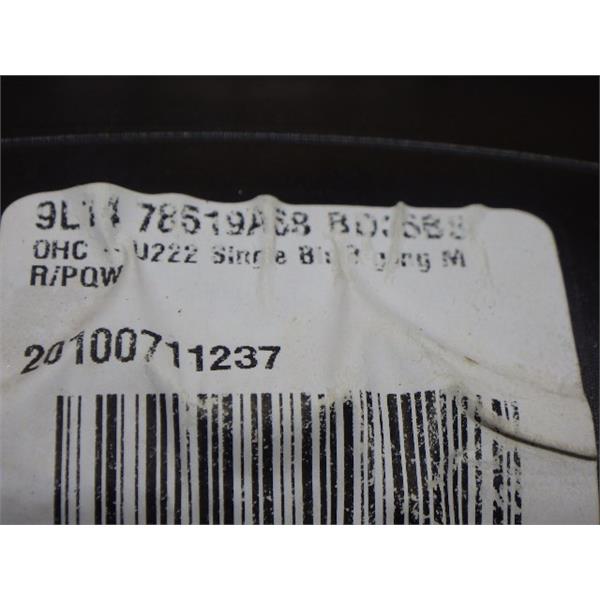 9L14 78519A68
OHC - U222 Single
R/PQW
20100711237